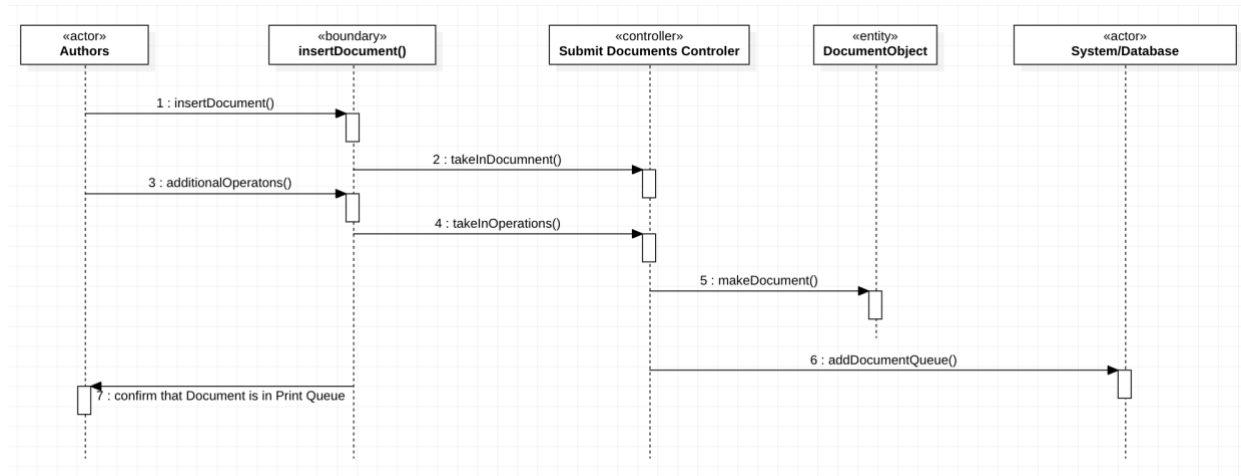 «actor»
Authors
«boundary»
insertDocument()
«controller»
Submit Documents Controler
«entity»
DocumentObject
«actor»
System/Database
1 : insertDocument()
2 : takeInDocumnent()
3 : additionalOperatons()
4 : takeInOperations()
5 : makeDocument()
6 : addDocumentQueue()
7 : confirm that Document is in Print Queue